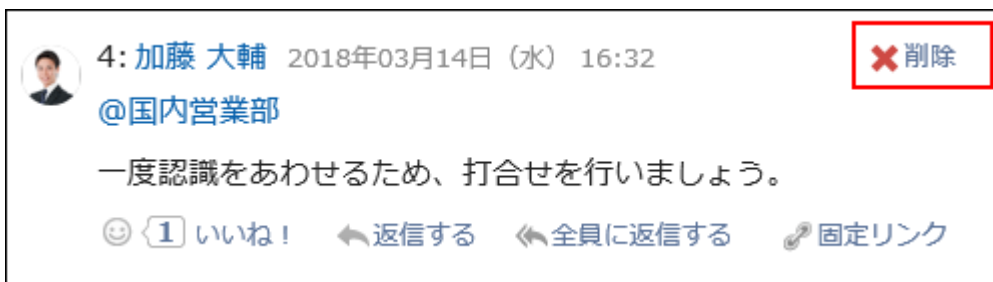 4: 加藤 大輔 2018年03月14日（水） 16:32 削除
@国内営業部
一度認識をあわせるため、打合せを行いましょう。
1 いいね！ 返信する 全員に返信する 固定リンク